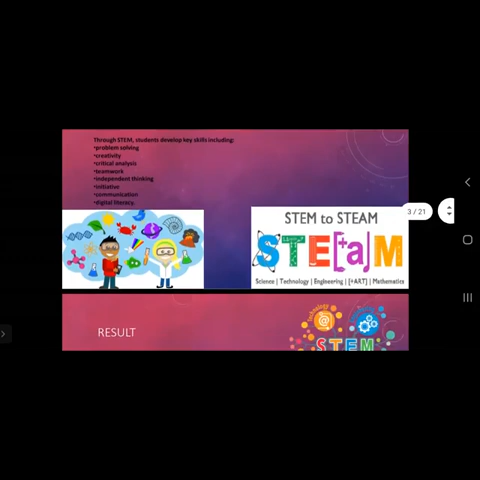 Through STEM, students develop key skills including:
•problem solving
•creativity
•critical analysis
•teamwork
•independent thinking
•initiative
•communication
•digital literacy.
STEM to STEAM
STE[+a]M
Science | Technology | Engineering | [+ART] | Mathematics
3 / 21
RESULT
Technology
STEM